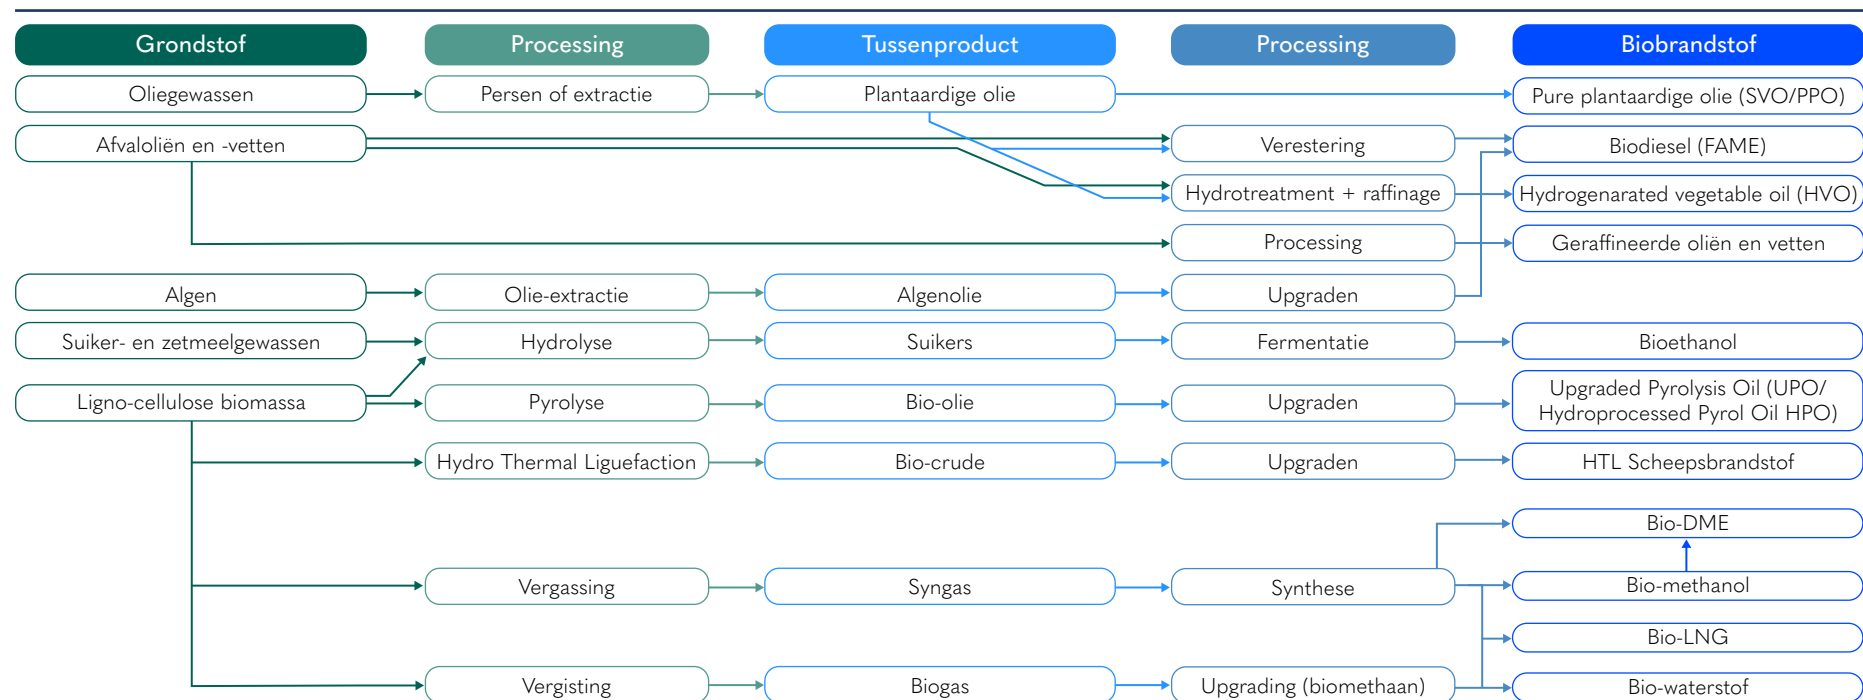 Grondstof
Processing
Tussenproduct
Processing
Biobrandstof
Oliegewassen
Persen of extractie
Plantaardige olie
Pure plantaardige olie (SVO/PPO)
Afvaloliën en -vetten
Verestering
Biodiesel (FAME)
Hydrotreatment + raffinage
Hydrogenarated vegetable oil (HVO)
Processing
Geraffineerde oliën en vetten
Algen
Olie-extractie
Algenolie
Upgraden
Suiker- en zetmeelgewassen
Hydrolyse
Suikers
Fermentatie
Bioethanol
Ligno-cellulose biomassa
Pyrolyse
Bio-olie
Upgraden
Upgraded Pyrolysis Oil (UPO/
Hydroprocessed Pyrol Oil HPO)
Hydro Thermal Liguefaction
Bio-crude
Upgraden
HTL Scheepsbrandstof
Bio-DME
Vergassing
Syngas
Synthese
Bio-methanol
Bio-LNG
Vergisting
Biogas
Upgrading (biomethaan)
Bio-waterstof